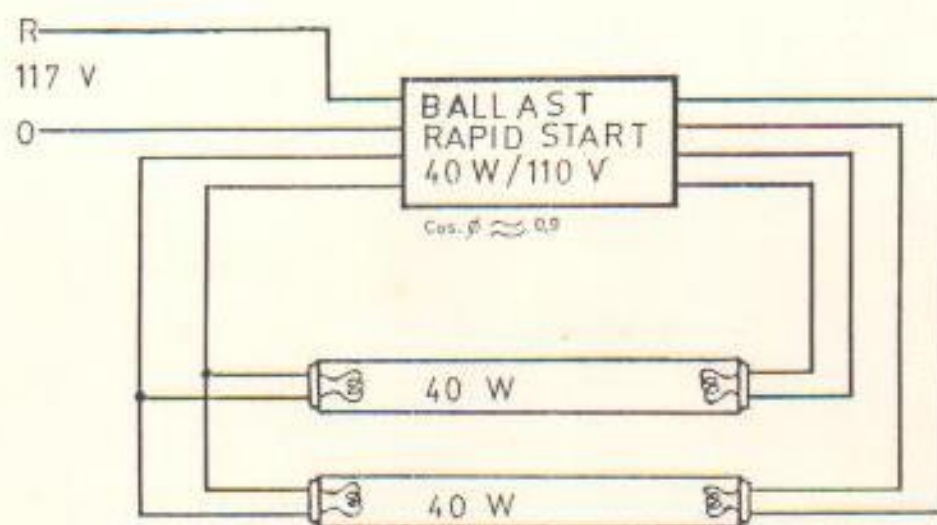 R
117 V
0
BALLAST
RAPID START
40 W/110 V
Cos. ø ≈ 0,9
40 W
40 W